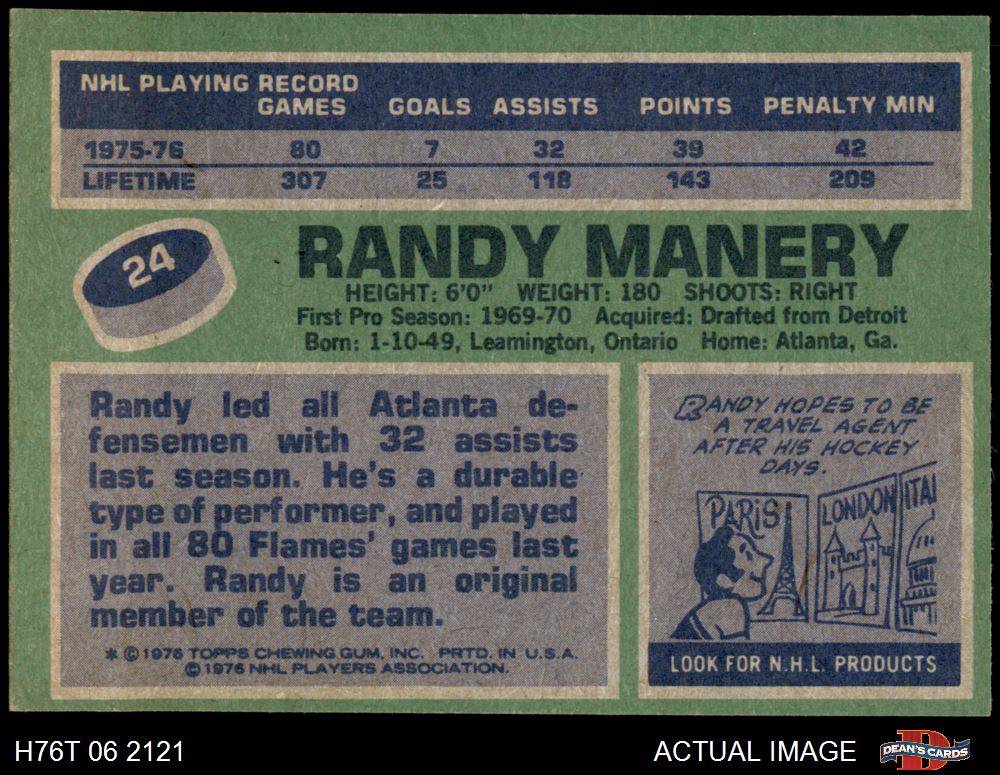 NHL PLAYING RECORD
GAMES GOALS ASSISTS POINTS PENALTY MIN
1975-76 80 7 32 39 42
LIFETIME 307 25 118 143 209
24
RANDY MANERY
HEIGHT: 6'0" WEIGHT: 180 SHOOTS: RIGHT
First Pro Season: 1969-70 Acquired: Drafted from Detroit
Born: 1-10-49, Leamington, Ontario Home: Atlanta, Ga.
Randy led all Atlanta de-
fensemen with 32 assists
last season. He's a durable
type of performer, and played
in all 80 Flames' games last
year. Randy is an original
member of the team.
* © 1976 TOPPS CHEWING GUM, INC. PRTD. IN U.S.A.
© 1976 NHL PLAYERS ASSOCIATION.
RANDY HOPES TO BE
A TRAVEL AGENT
AFTER HIS HOCKEY
DAYS.
PARIS
LONDON
ITAI
LOOK FOR N.H.L. PRODUCTS
H76T 06 2121
ACTUAL IMAGE
D
DEAN'S CARDS